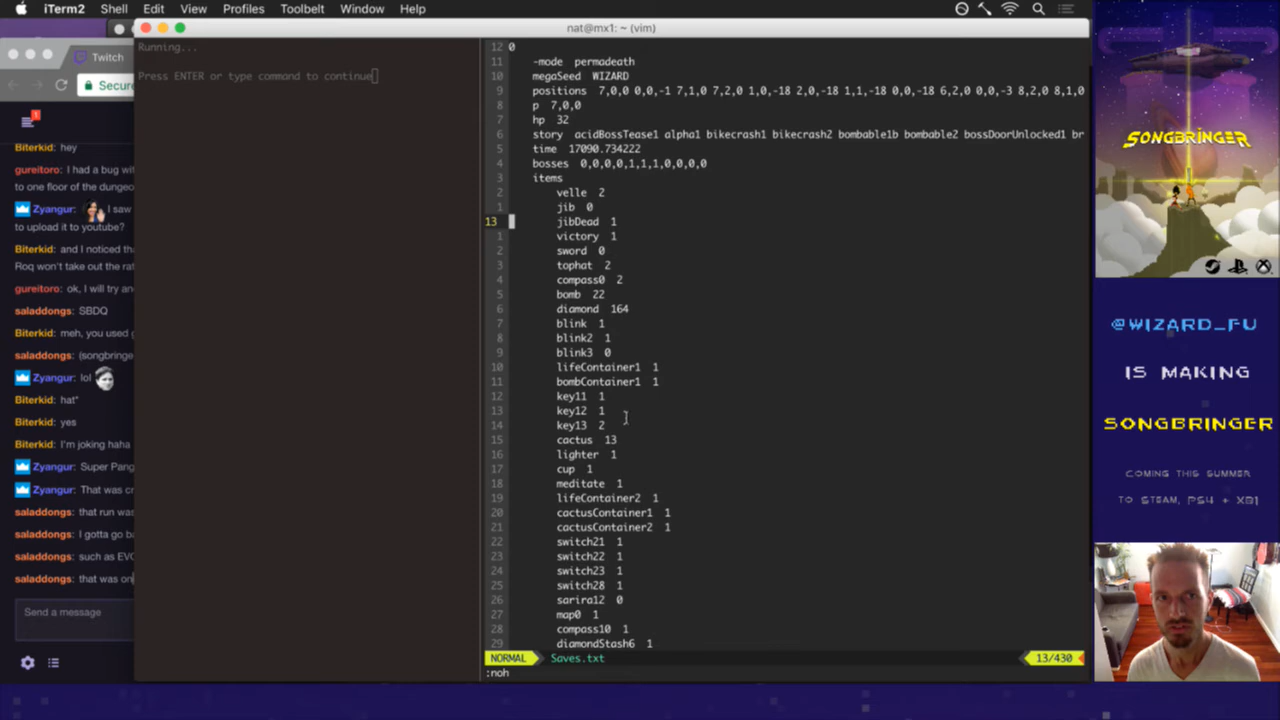 iTerm2 Shell Edit View Profiles Toolbelt Window Help
nat@mx1: ~ (vim)
Twitch
Secure
1
Biterkid: hey
gureitoro: I had a bug wit
to one floor of the dungeo
Zyangur: I saw
to upload it to youtube?
Biterkid: and I noticed tha
Roq won't take out the rat
gureitoro: ok, I will try an
saladdongs: SBDQ
Biterkid: meh, you used g
saladdongs: (songbringe
Zyangur: lol
Biterkid: hat*
Biterkid: yes
Biterkid: I'm joking haha
Zyangur: Super Pang
Zyangur: That was cr
saladdongs: that run was
saladdongs: I gotta go ba
saladdongs: such as EVO
saladdongs: that was on
Send a message
Running...
Press ENTER or type command to continue
12 0
11 -mode permadeath
10 megaSeed WIZARD
9 positions 7,0,0 0,0,-1 7,1,0 7,2,0 1,0,-18 2,0,-18 1,1,-18 0,0,-18 6,2,0 0,0,-3 8,2,0 8,1,0
8 p 7,0,0
7 hp 32
6 story acidBossTease1 alpha1 bikecrash1 bikecrash2 bombable1b bombable2 bossDoorUnlocked1 br
5 time 17090.734222
4 bosses 0,0,0,0,1,1,1,0,0,0,0
3 items
2 velle 2
1 jib 0
13 jibDead 1
1 victory 1
2 sword 0
3 tophat 2
4 compass0 2
5 bomb 22
6 diamond 164
7 blink 1
8 blink2 1
9 blink3 0
10 lifeContainer1 1
11 bombContainer1 1
12 key11 1
13 key12 1
14 key13 2
15 cactus 13
16 lighter 1
17 cup 1
18 meditate 1
19 lifeContainer2 1
20 cactusContainer1 1
21 cactusContainer2 1
22 switch21 1
23 switch22 1
24 switch23 1
25 switch28 1
26 sarira12 0
27 map0 1
28 compass10 1
29 diamondStash6 1
NORMAL Saves.txt 13/430
:noh
SONGBRINGER
@WIZARD_FU
IS MAKING
SONGBRINGER
COMING THIS SUMMER
TO STEAM, PS4 + XB1